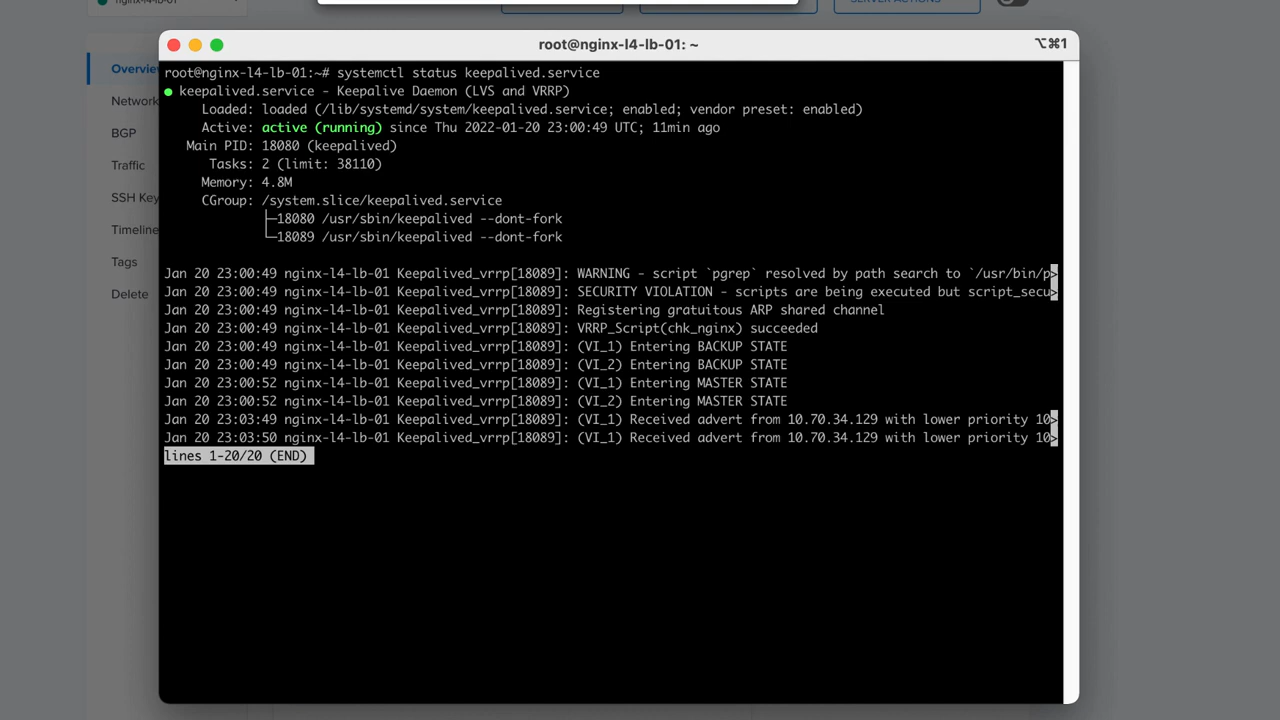 nginx-l4-lb-01
SERVER ACTIONS
root@nginx-l4-lb-01: ~
⌥⌘1
Overvie
Network
BGP
Traffic
SSH Key
Timeline
Tags
Delete
root@nginx-l4-lb-01:~# systemctl status keepalived.service
● keepalived.service - Keepalive Daemon (LVS and VRRP)
Loaded: loaded (/lib/systemd/system/keepalived.service; enabled; vendor preset: enabled)
Active: active (running) since Thu 2022-01-20 23:00:49 UTC; 11min ago
Main PID: 18080 (keepalived)
Tasks: 2 (limit: 38110)
Memory: 4.8M
CGroup: /system.slice/keepalived.service
├─18080 /usr/sbin/keepalived --dont-fork
└─18089 /usr/sbin/keepalived --dont-fork
Jan 20 23:00:49 nginx-l4-lb-01 Keepalived_vrrp[18089]: WARNING - script `pgrep` resolved by path search to `/usr/bin/p>
Jan 20 23:00:49 nginx-l4-lb-01 Keepalived_vrrp[18089]: SECURITY VIOLATION - scripts are being executed but script_secu>
Jan 20 23:00:49 nginx-l4-lb-01 Keepalived_vrrp[18089]: Registering gratuitous ARP shared channel
Jan 20 23:00:49 nginx-l4-lb-01 Keepalived_vrrp[18089]: VRRP_Script(chk_nginx) succeeded
Jan 20 23:00:49 nginx-l4-lb-01 Keepalived_vrrp[18089]: (VI_1) Entering BACKUP STATE
Jan 20 23:00:49 nginx-l4-lb-01 Keepalived_vrrp[18089]: (VI_2) Entering BACKUP STATE
Jan 20 23:00:52 nginx-l4-lb-01 Keepalived_vrrp[18089]: (VI_1) Entering MASTER STATE
Jan 20 23:00:52 nginx-l4-lb-01 Keepalived_vrrp[18089]: (VI_2) Entering MASTER STATE
Jan 20 23:03:49 nginx-l4-lb-01 Keepalived_vrrp[18089]: (VI_1) Received advert from 10.70.34.129 with lower priority 10>
Jan 20 23:03:50 nginx-l4-lb-01 Keepalived_vrrp[18089]: (VI_1) Received advert from 10.70.34.129 with lower priority 10>
lines 1-20/20 (END)